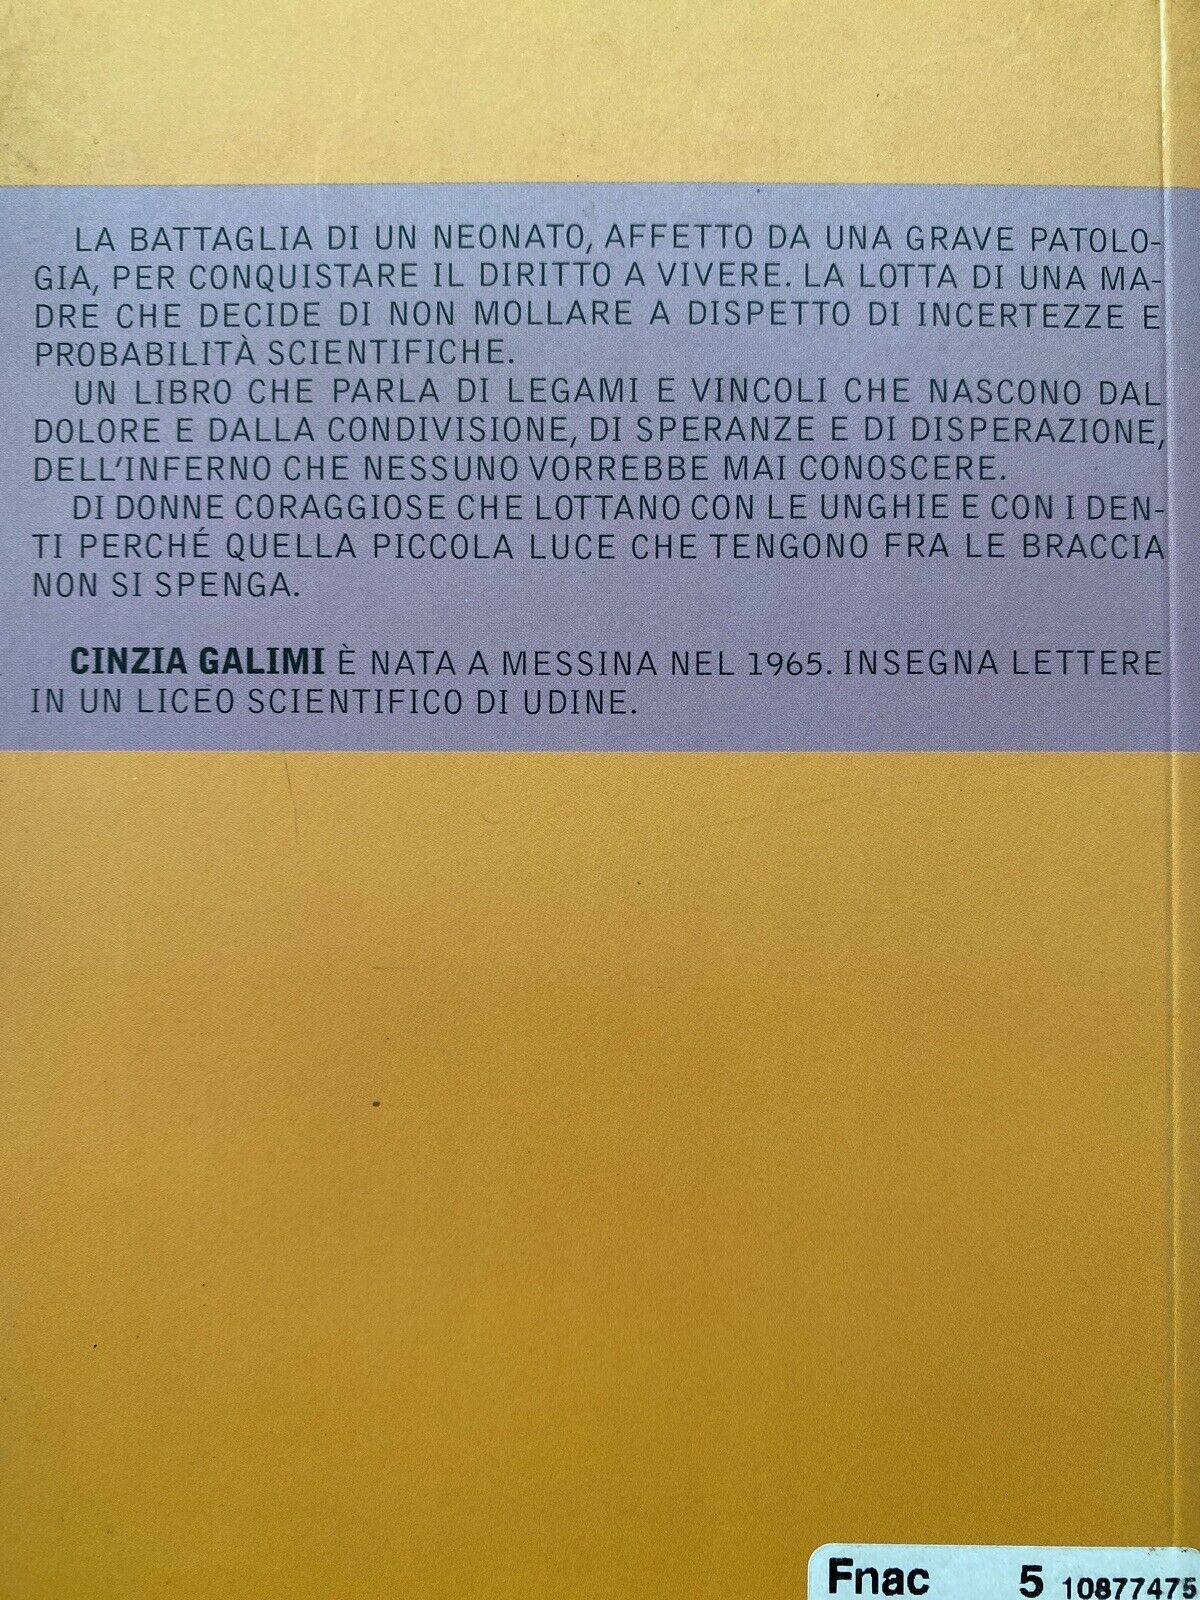 LA BATTAGLIA DI UN NEONATO, AFFETTO DA UNA GRAVE PATOLO-
GIA, PER CONQUISTARE IL DIRITTO A VIVERE. LA LOTTA DI UNA MA-
DRE CHE DECIDE DI NON MOLLARE A DISPETTO DI INCERTEZZE E
PROBABILITÀ SCIENTIFICHE.
UN LIBRO CHE PARLA DI LEGAMI E VINCOLI CHE NASCONO DAL
DOLORE E DALLA CONDIVISIONE, DI SPERANZE E DI DISPERAZIONE,
DELL'INFERNO CHE NESSUNO VORREBBE MAI CONOSCERE.
DI DONNE CORAGGIOSE CHE LOTTANO CON LE UNGHIE E CON I DEN-
TI PERCHÉ QUELLA PICCOLA LUCE CHE TENGONO FRA LE BRACCIA
NON SI SPENGA.
CINZIA GALIMI È NATA A MESSINA NEL 1965. INSEGNA LETTERE
IN UN LICEO SCIENTIFICO DI UDINE.
Fnac 5 10877475